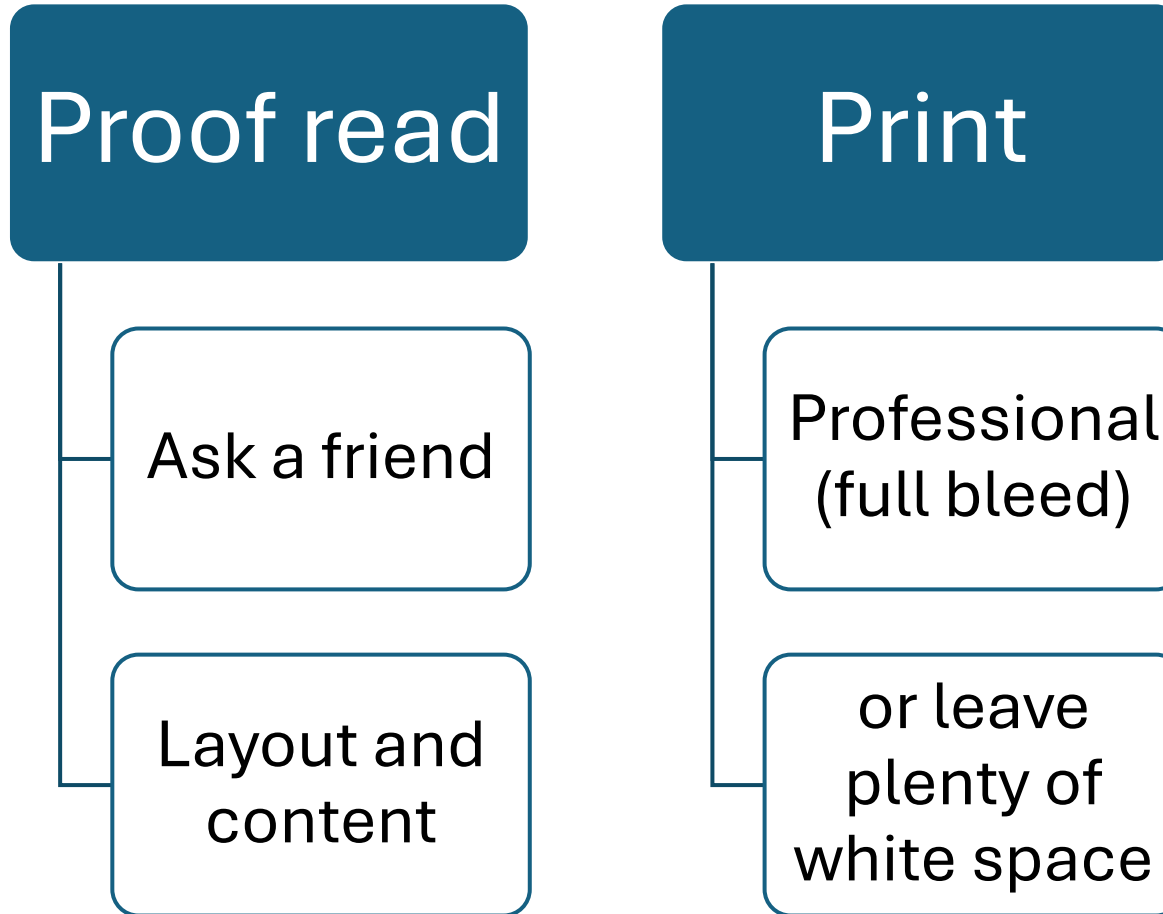 Proof read
Ask a friend
Layout and
content
Print
Professional
(full bleed)
or leave
plenty of
white space